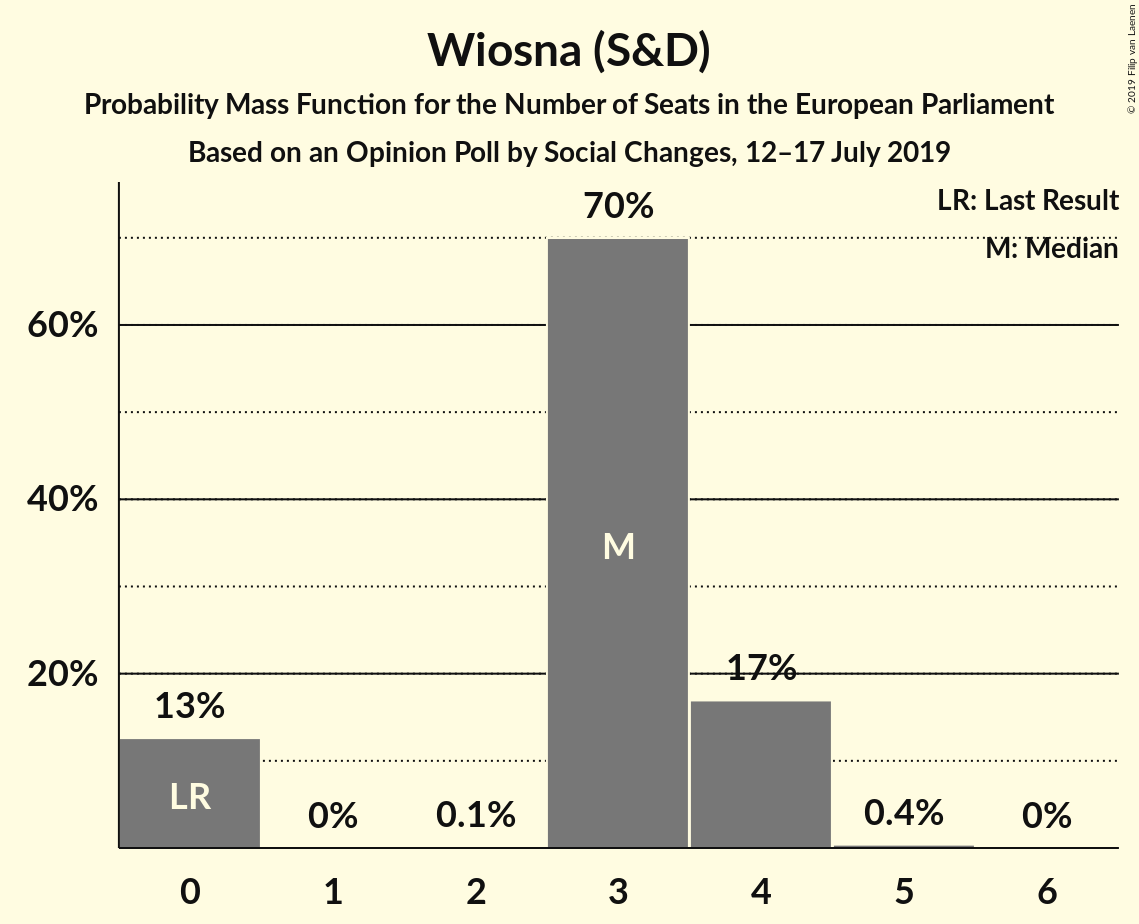 Wiosna (S&D)
Probability Mass Function for the Number of Seats in the European Parliament
Based on an Opinion Poll by Social Changes, 12–17 July 2019
© 2019 Filip van Laenen
LR: Last Result
M: Median
70%
60%
40%
M
20%
17%
13%
LR
0%
0.1%
0.4%
0%
0 1 2 3 4 5 6